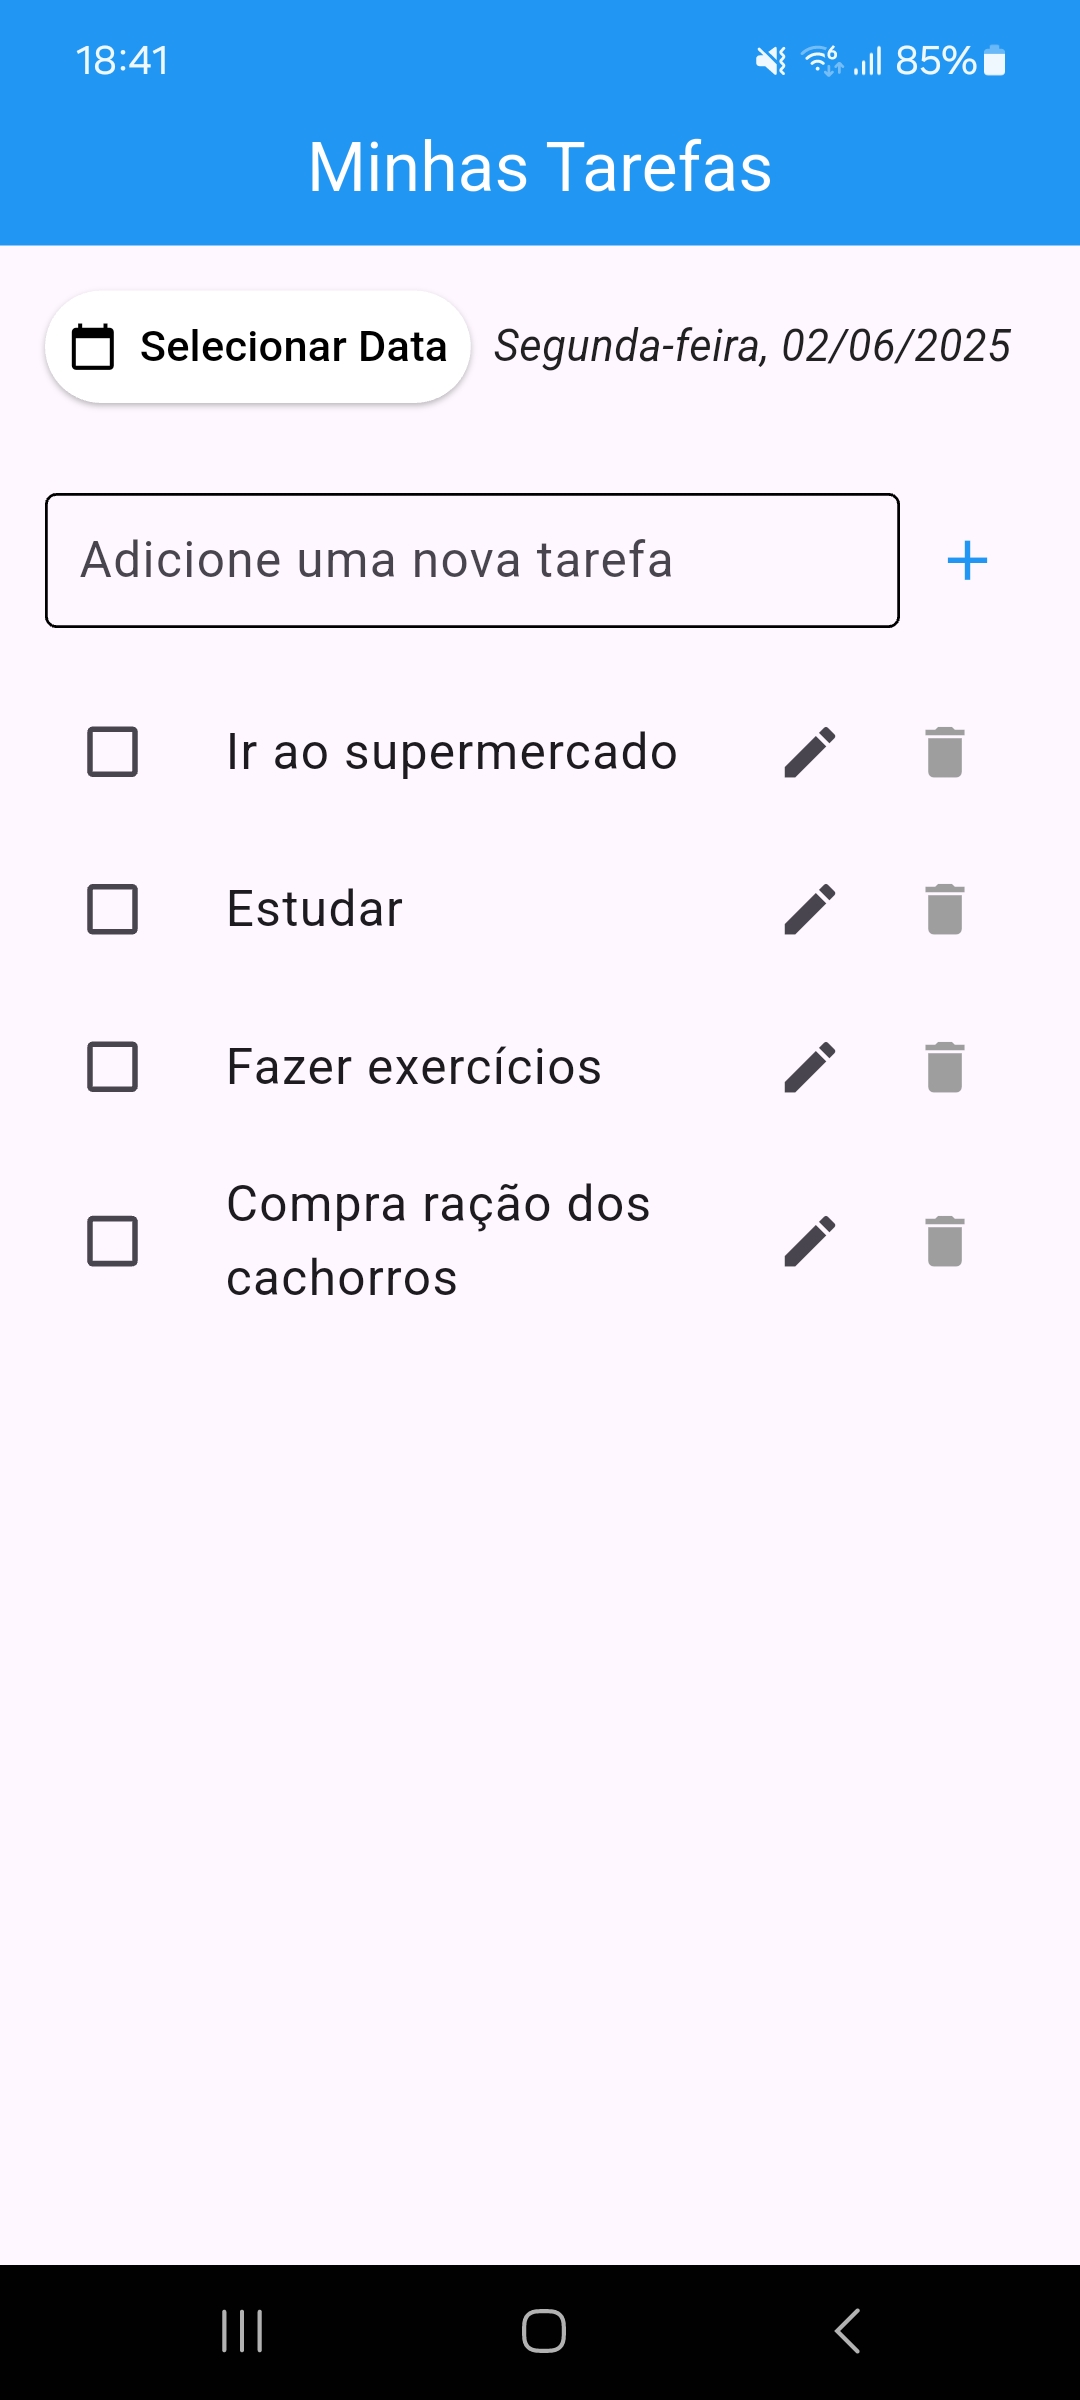 18:41
85%
Minhas Tarefas
Selecionar Data
Segunda-feira, 02/06/2025
Adicione uma nova tarefa
Ir ao supermercado
Estudar
Fazer exercícios
Compra ração dos
cachorros